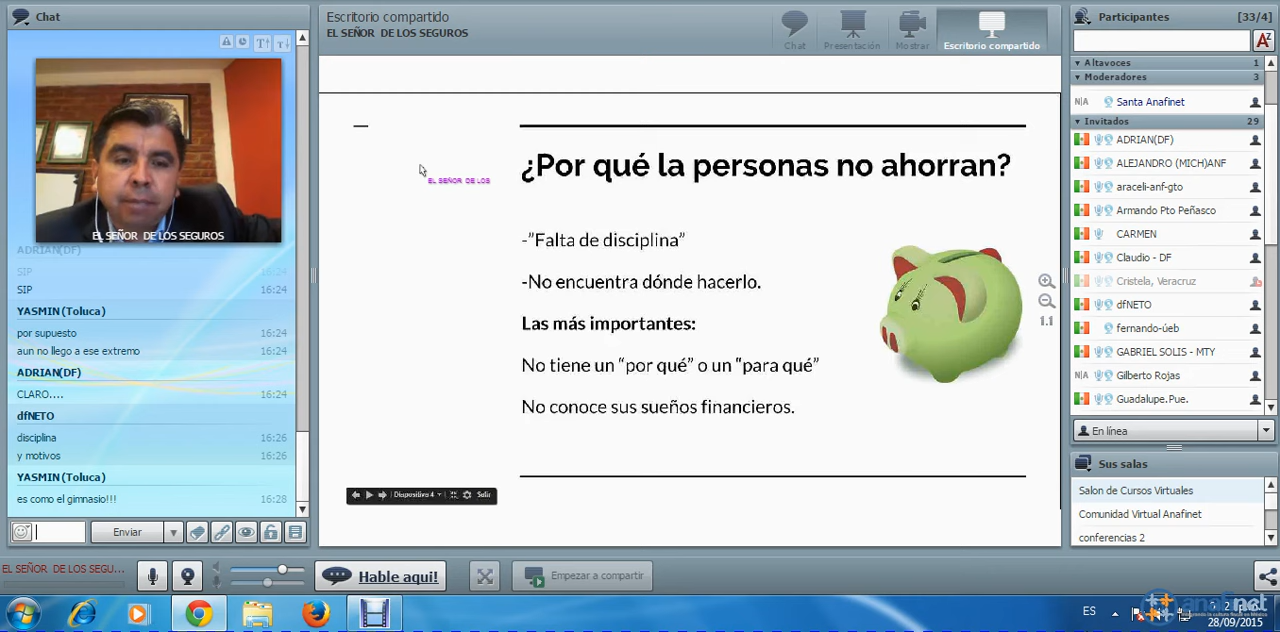 Chat
EL SEÑOR DE LOS SEGUROS
ADRIAN(DF)
SIP 16:24
SIP 16:24
YASMIN (Toluca)
por supuesto 16:24
aun no llego a ese extremo 16:24
ADRIAN(DF)
CLARO.... 16:24
dfNETO
disciplina 16:26
y motivos 16:26
YASMIN (Toluca)
es como el gimnasio!!! 16:28
Enviar
Escritorio compartido
EL SEÑOR DE LOS SEGUROS
Chat
Presentación
Mostrar
Escritorio compartido
EL SEÑOR DE LOS
¿Por qué la personas no ahorran?
-”Falta de disciplina”
-No encuentra dónde hacerlo.
Las más importantes:
No tiene un “por qué” o un “para qué”
No conoce sus sueños financieros.
1.1
Diapositiva 4
Salir
Participantes [33/4]
Altavoces 1
Moderadores 3
N/A Santa Anafinet
Invitados 29
ADRIAN(DF)
ALEJANDRO (MICH)ANF
araceli-anf-gto
Armando Pto Peñasco
CARMEN
Claudio - DF
Cristela, Veracruz
dfNETO
fernando-úeb
GABRIEL SOLIS - MTY
N/A Gilberto Rojas
Guadalupe.Pue.
En línea
Sus salas
Salon de Cursos Virtuales
Comunidad Virtual Anafinet
conferencias 2
EL SEÑOR DE LOS SEGU...
Hable aqui!
Empezar a compartir
ES
anafinet
28/09/2015